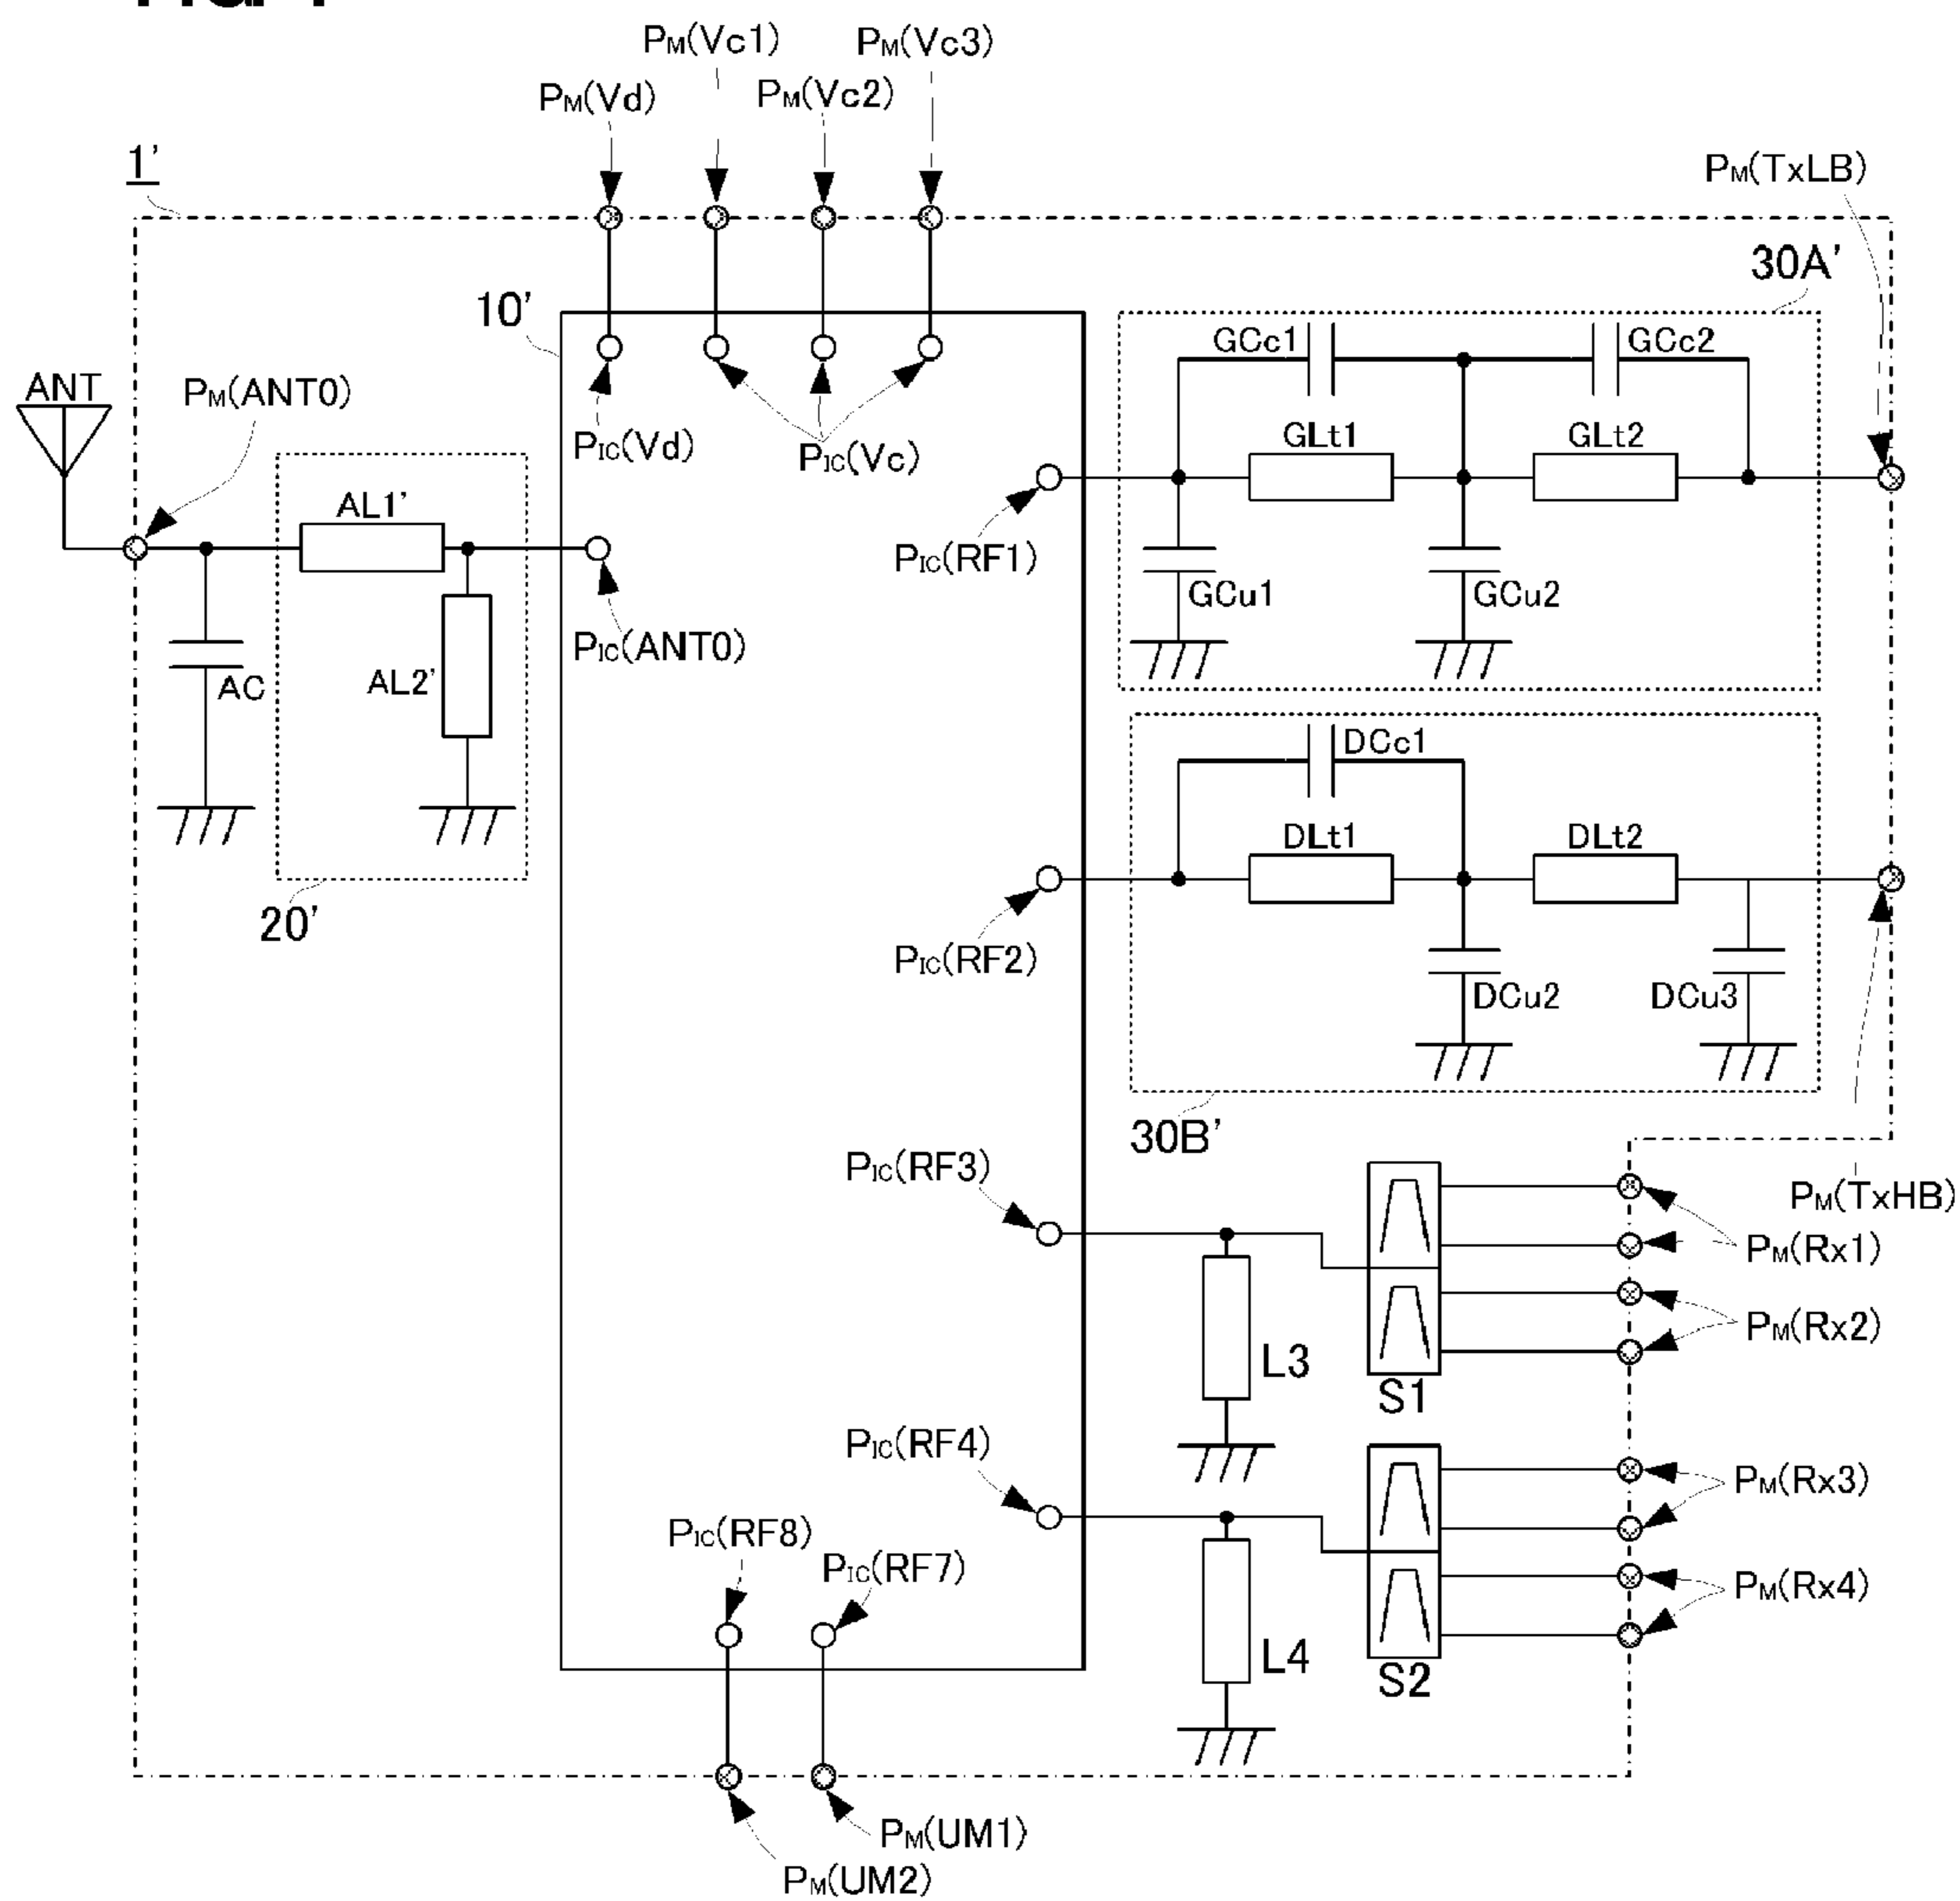 PM(Vc1)
PM(Vc3)
PM(Vd)
PM(Vc2)
1'
PM(TxLB)
30A'
10'
GCc1
GCc2
ANT
PM(ANT0)
PIC(Vd)
PIC(Vc)
GLt1
GLt2
AL1'
PIC(RF1)
GCu1
GCu2
PIC(ANT0)
AL2'
AC
DCc1
DLt1
DLt2
20'
PIC(RF2)
DCu2
DCu3
30B'
PIC(RF3)
PM(TxHB)
PM(Rx1)
PM(Rx2)
L3
S1
PIC(RF4)
PM(Rx3)
PIC(RF8)
PIC(RF7)
PM(Rx4)
L4
S2
PM(UM1)
PM(UM2)